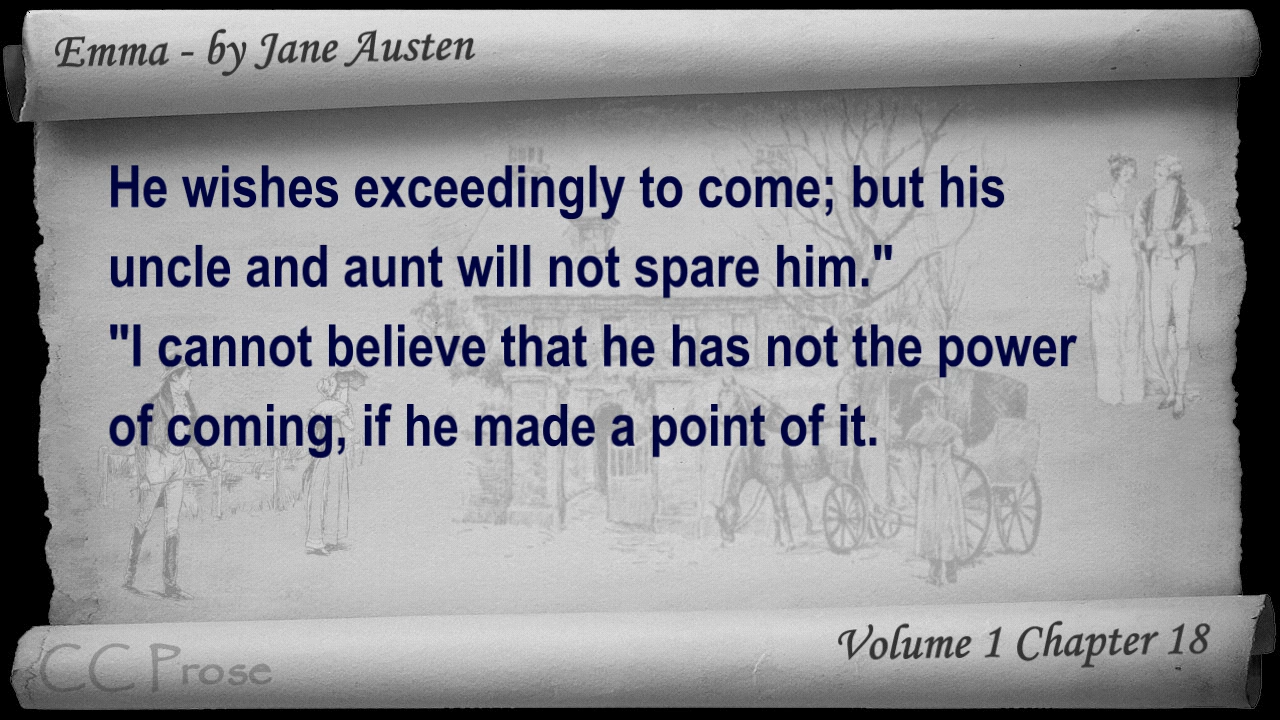 Emma - by Jane Austen
He wishes exceedingly to come; but his
uncle and aunt will not spare him."
"I cannot believe that he has not the power
of coming, if he made a point of it.
Volume 1 Chapter 18
CC Prose